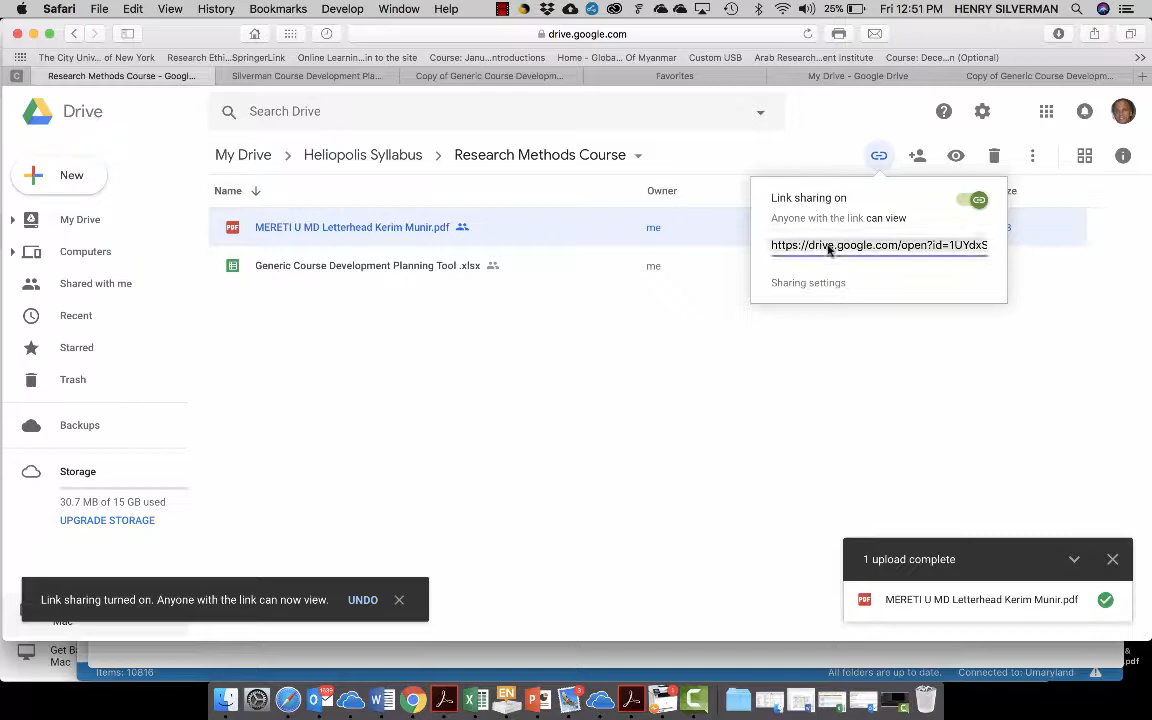 Safari File Edit View History Bookmarks Develop Window Help 25% Fri 12:51 PM HENRY SILVERMAN
drive.google.com
The City Univ... of New York Research Ethi...SpringerLink Online Learnin...in to the site Course: Janu...ntroductions Home - Globa... Of Myanmar Custom USB Arab Research...ent Institute Course: Dece...n (Optional)
Research Methods Course - Googl... Silverman Course Development Pla... Copy of Generic Course Developm... Favorites My Drive - Google Drive Copy of Generic Course Developm...
Drive
Search Drive
New
My Drive > Heliopolis Syllabus > Research Methods Course
Name
Owner
ze
MERETI U MD Letterhead Kerim Munir.pdf
me
Generic Course Development Planning Tool .xlsx
me
Link sharing on
Anyone with the link can view
https://drive.google.com/open?id=1UYdxS
Sharing settings
My Drive
Computers
Shared with me
Recent
Starred
Trash
Backups
Storage
30.7 MB of 15 GB used
UPGRADE STORAGE
1 upload complete
MERETI U MD Letterhead Kerim Munir.pdf
Link sharing turned on. Anyone with the link can now view. UNDO
Mac
Get B
Mac
Items: 10816
All folders are up to date. Connected to: Umaryland
&
.pdf